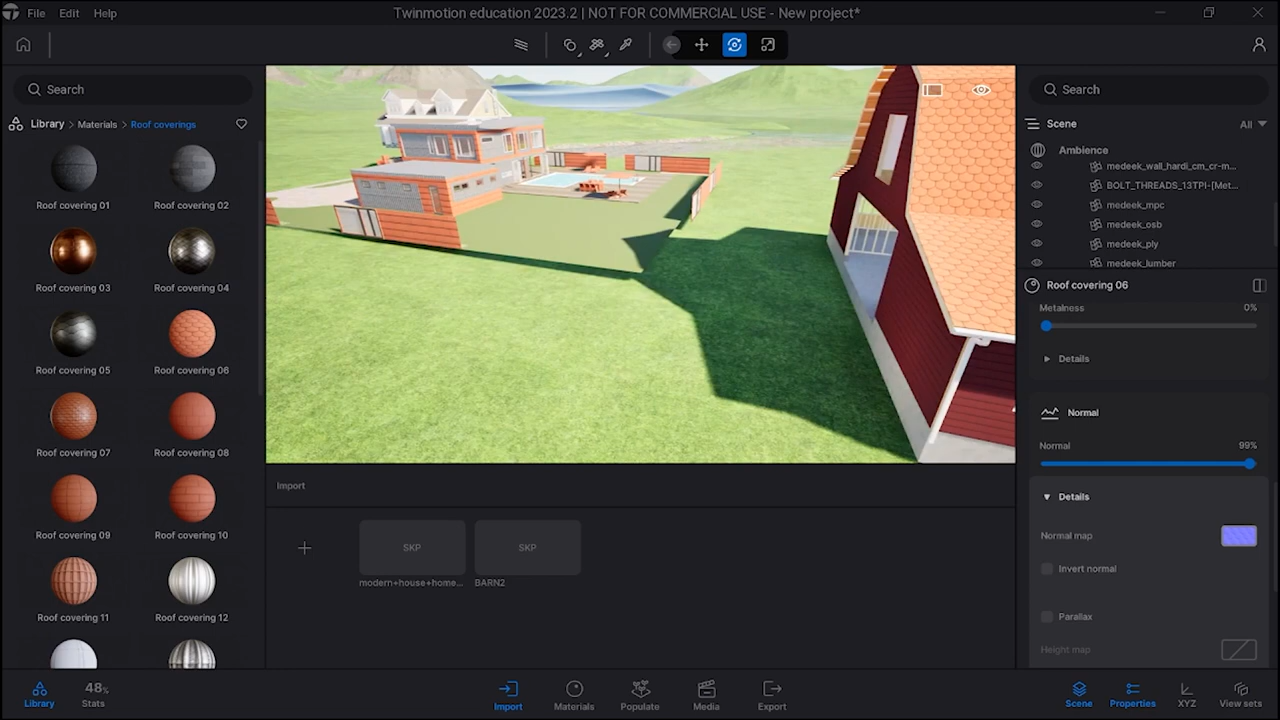 File Edit Help
Twinmotion education 2023.2 | NOT FOR COMMERCIAL USE - New project*
Search
Library > Materials > Roof coverings
Roof covering 01
Roof covering 02
Roof covering 03
Roof covering 04
Roof covering 05
Roof covering 06
Roof covering 07
Roof covering 08
Roof covering 09
Roof covering 10
Roof covering 11
Roof covering 12
Import
SKP
modern+house+home...
SKP
BARN2
Search
Scene
All
Ambience
medeek_wall_hardi_cm_cr-m...
BOLT_THREADS_13TPI-[Met...
medeek_mpc
medeek_osb
medeek_ply
medeek_lumber
Roof covering 06
Metalness 0%
Details
Normal
Normal 99%
Details
Normal map
Invert normal
Parallax
Height map
Library
48%
Stats
Import
Materials
Populate
Media
Export
Scene
Properties
XYZ
View sets